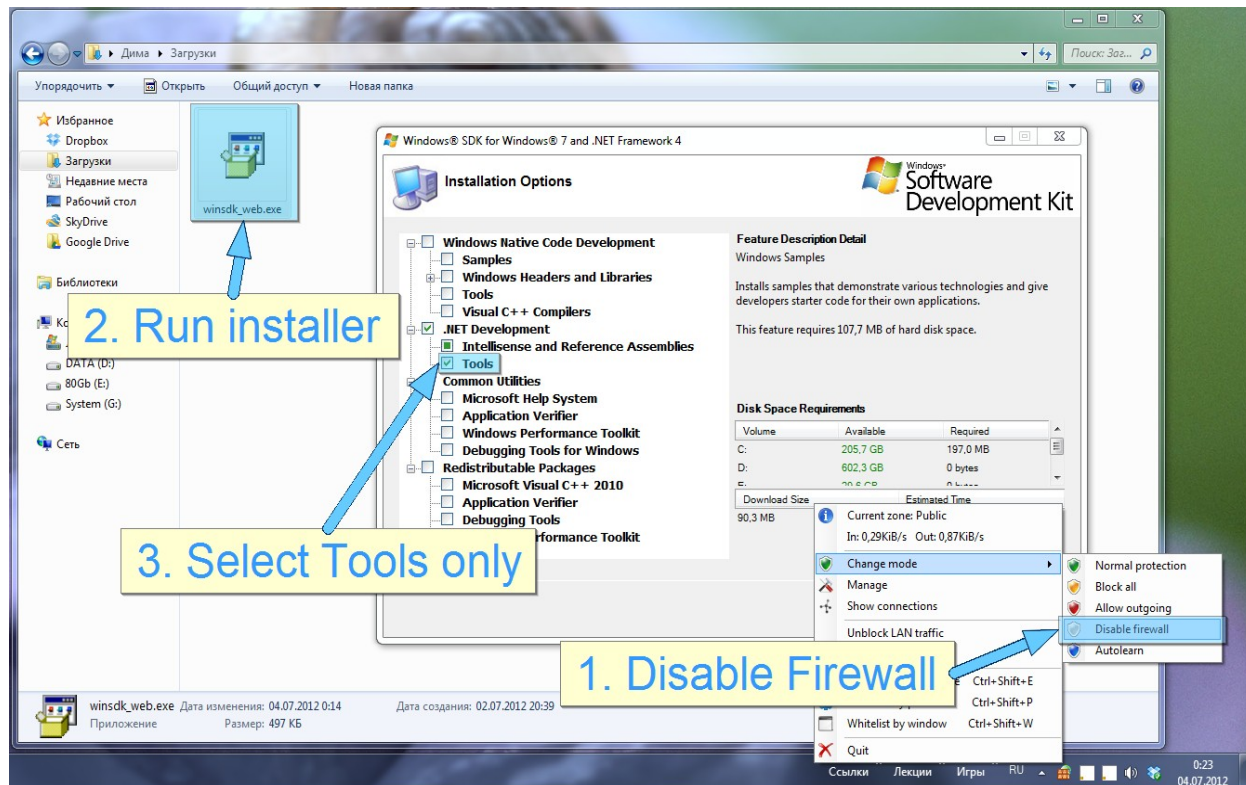 Дима ▸ Загрузки
Поиск: Заг...
Упорядочить
Открыть
Общий доступ
Новая папка
Избранное
Dropbox
Загрузки
Недавние места
Рабочий стол
SkyDrive
Google Drive
Библиотеки
DATA (D:)
80Gb (E:)
System (G:)
Сеть
winsdk_web.exe
2. Run installer
3. Select Tools only
1. Disable Firewall
Windows® SDK for Windows® 7 and .NET Framework 4
Installation Options
Windows
Software
Development Kit
Windows Native Code Development
Samples
Windows Headers and Libraries
Tools
Visual C++ Compilers
.NET Development
Intellisense and Reference Assemblies
Tools
Common Utilities
Microsoft Help System
Application Verifier
Windows Performance Toolkit
Debugging Tools for Windows
Redistributable Packages
Microsoft Visual C++ 2010
Application Verifier
Debugging Tools
Performance Toolkit
Feature Description Detail
Windows Samples
Installs samples that demonstrate various technologies and give
developers starter code for their own applications.
This feature requires 107,7 MB of hard disk space.
Disk Space Requirements
Volume Available Required
C: 205,7 GB 197,0 MB
D: 602,3 GB 0 bytes
Download Size Estimated Time
90,3 MB
Current zone: Public
In: 0,29KiB/s Out: 0,87KiB/s
Change mode
Manage
Show connections
Unblock LAN traffic
Ctrl+Shift+E
Ctrl+Shift+P
Whitelist by window Ctrl+Shift+W
Quit
Normal protection
Block all
Allow outgoing
Disable firewall
Autolearn
winsdk_web.exe Дата изменения: 04.07.2012 0:14 Дата создания: 02.07.2012 20:39
Приложение Размер: 497 КБ
Ссылки Лекции Игры RU
0:23
04.07.2012